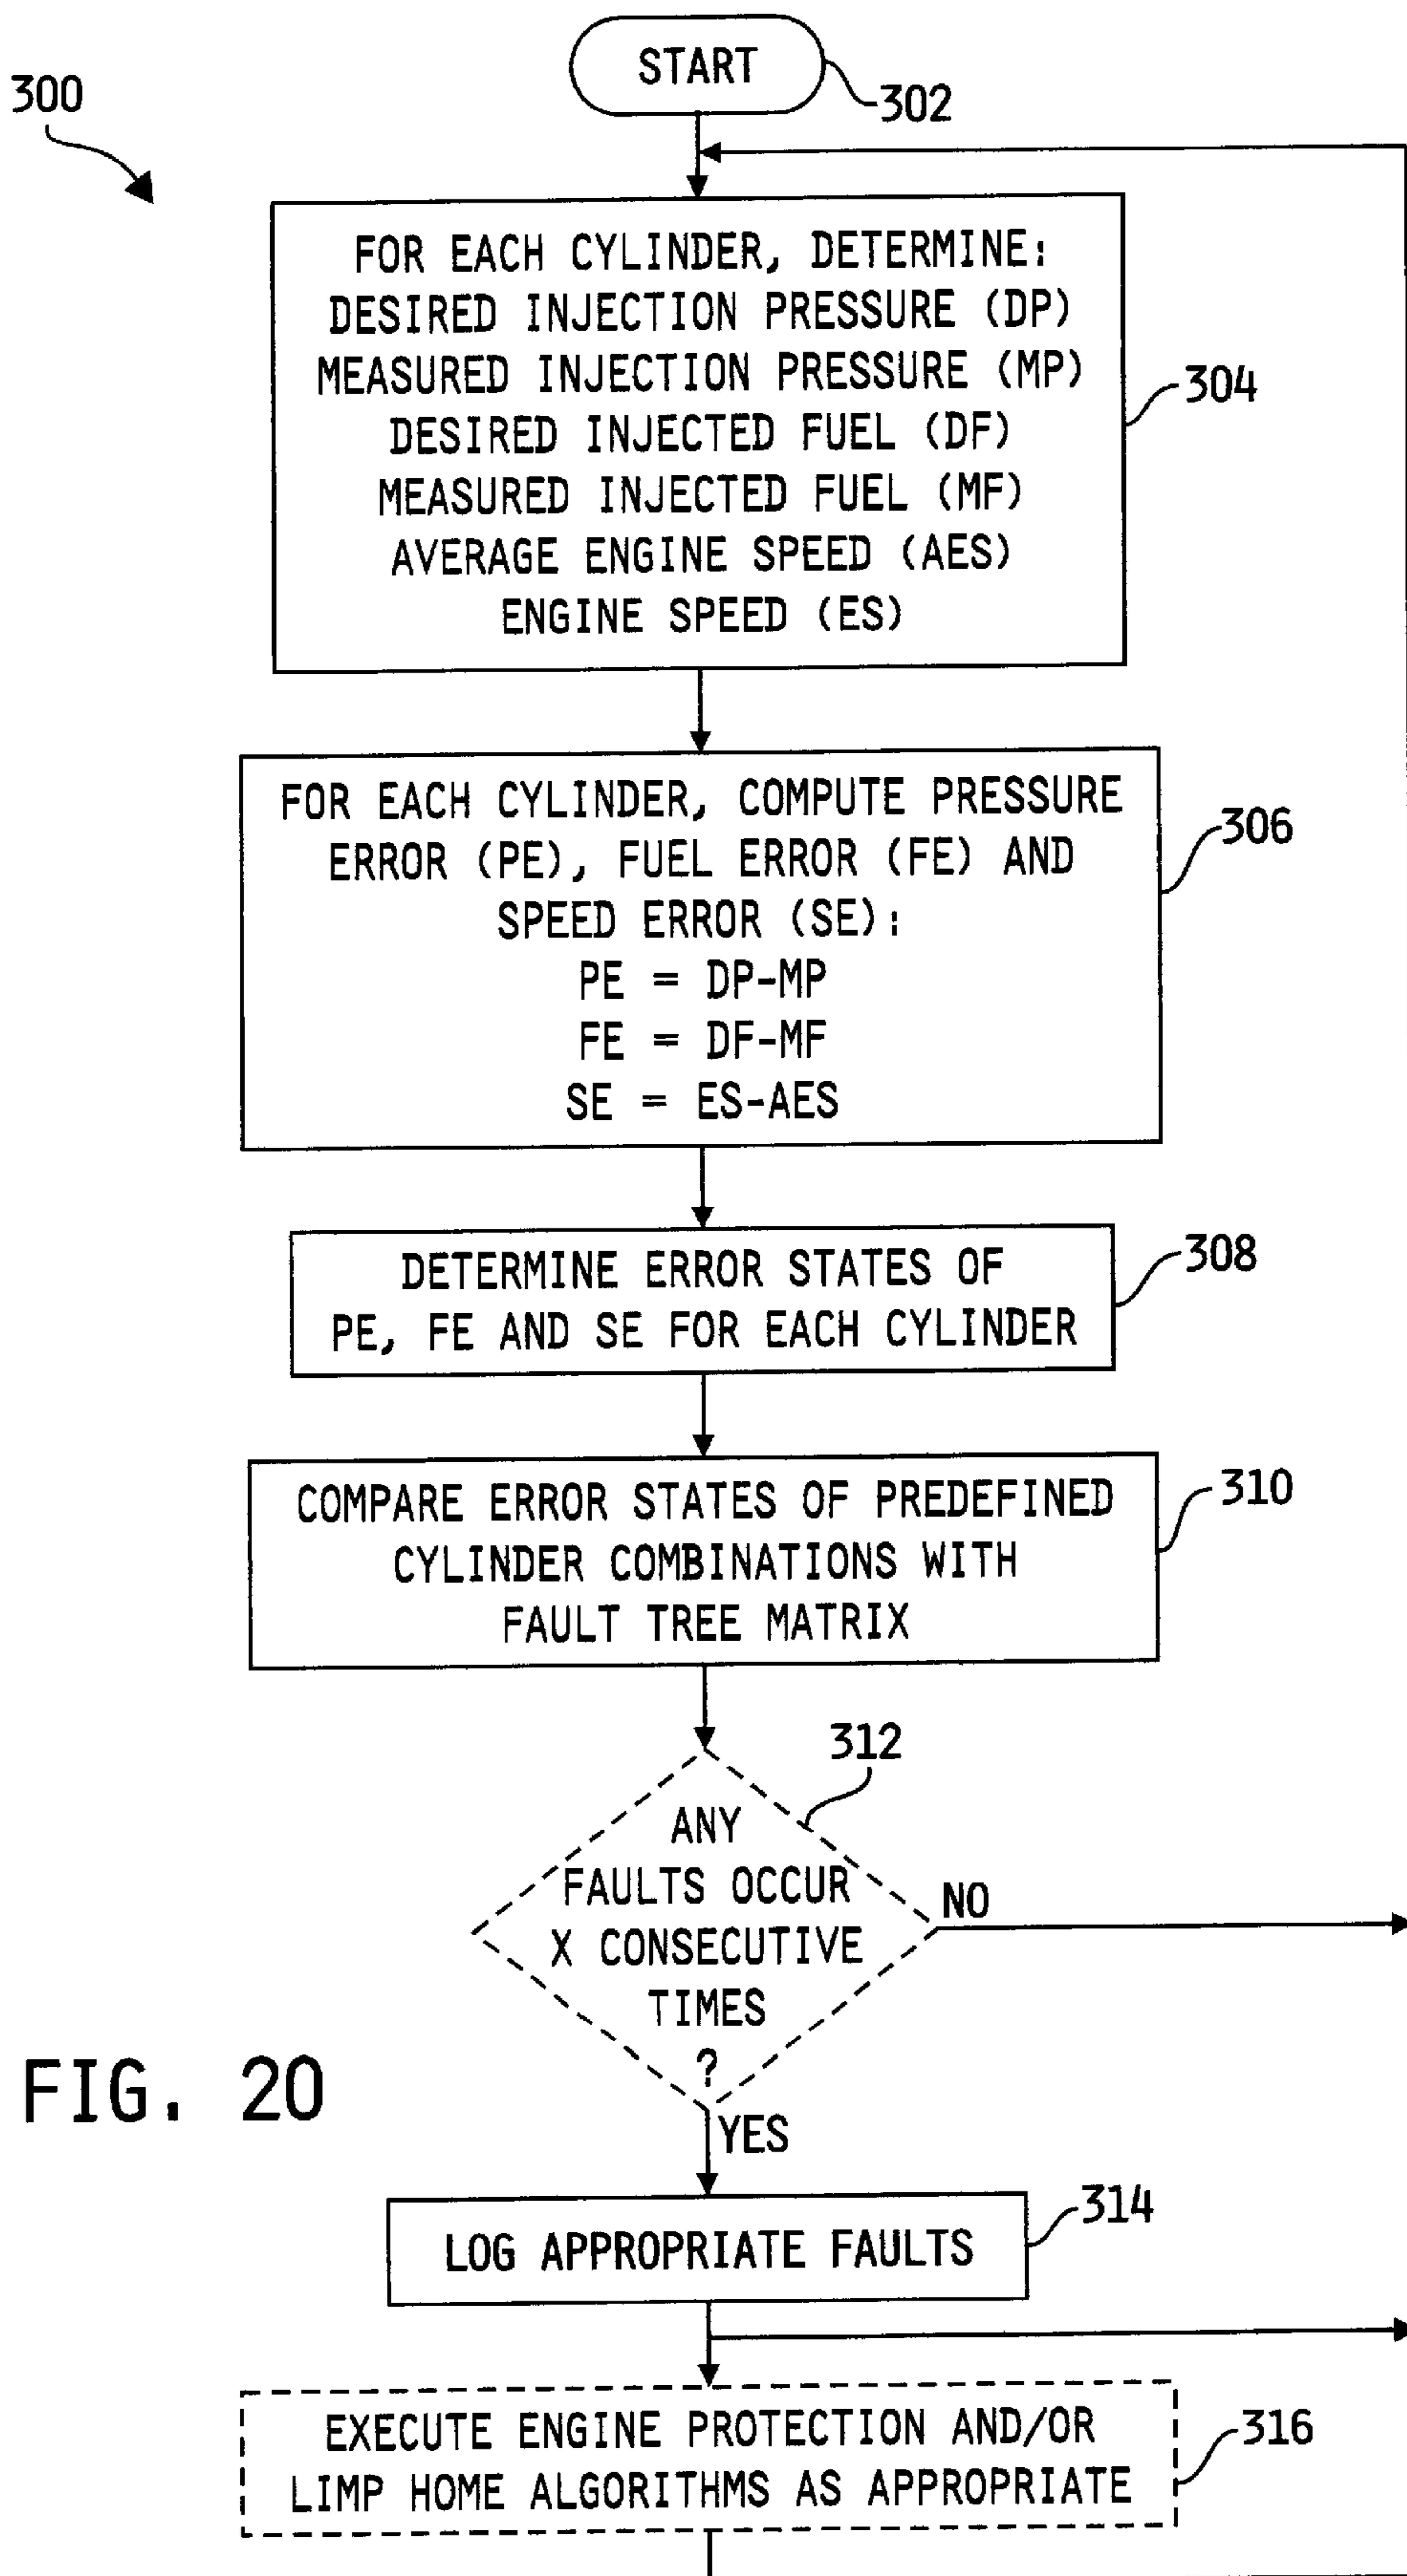 START
302
300
FOR EACH CYLINDER, DETERMINE:
DESIRED INJECTION PRESSURE (DP)
MEASURED INJECTION PRESSURE (MP)
DESIRED INJECTED FUEL (DF)
MEASURED INJECTED FUEL (MF)
AVERAGE ENGINE SPEED (AES)
ENGINE SPEED (ES)
304
FOR EACH CYLINDER, COMPUTE PRESSURE
ERROR (PE), FUEL ERROR (FE) AND
SPEED ERROR (SE):
PE = DP-MP
FE = DF-MF
SE = ES-AES
306
DETERMINE ERROR STATES OF
PE, FE AND SE FOR EACH CYLINDER
308
COMPARE ERROR STATES OF PREDEFINED
CYLINDER COMBINATIONS WITH
FAULT TREE MATRIX
310
312
ANY
FAULTS OCCUR
X CONSECUTIVE
TIMES
?
NO
YES
FIG. 20
LOG APPROPRIATE FAULTS
314
EXECUTE ENGINE PROTECTION AND/OR
LIMP HOME ALGORITHMS AS APPROPRIATE
316